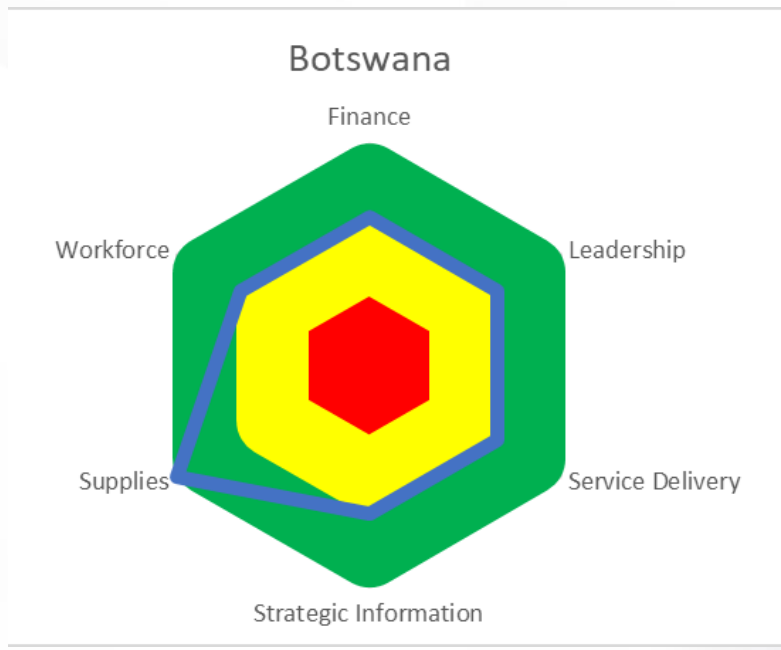 Botswana
Finance
Workforce
Leadership
Supplies
Service Delivery
Strategic Information